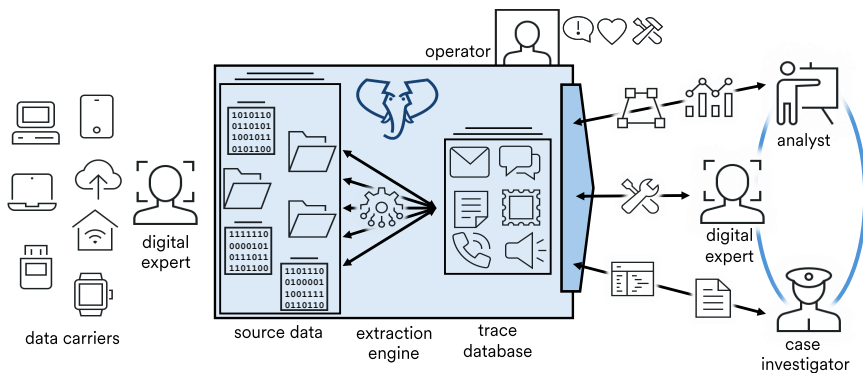 operator
1010110
0110101
1001011
0101100
analyst
digital
expert
1111110
0000101
0111011
1101100
1101110
0100001
1001111
0110110
digital
expert
data carriers
source data
extraction
engine
trace
database
case
investigator